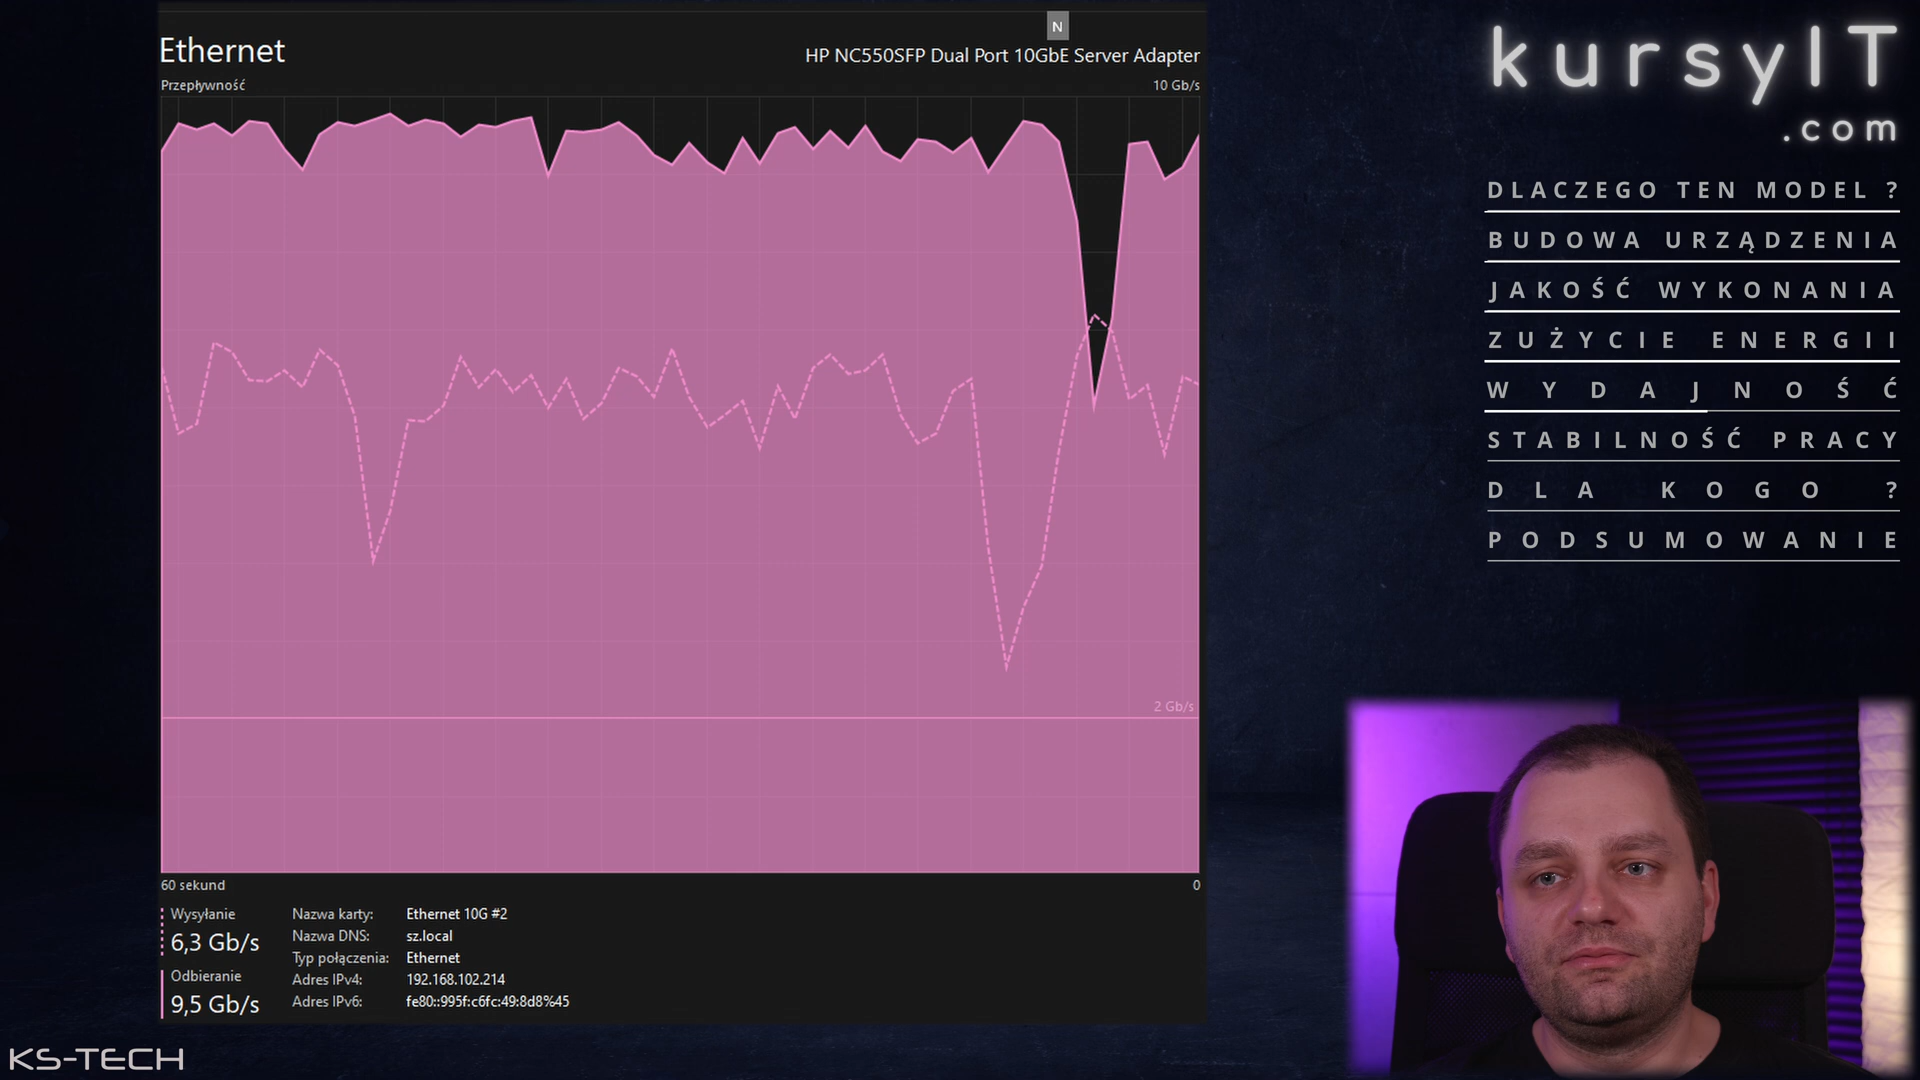 N
Ethernet
HP NC550SFP Dual Port 10GbE Server Adapter
Przepływność
10 Gb/s
2 Gb/s
60 sekund
0
Wysyłanie
6,3 Gb/s
Odbieranie
9,5 Gb/s
Nazwa karty: Ethernet 10G #2
Nazwa DNS: sz.local
Typ połączenia: Ethernet
Adres IPv4: 192.168.102.214
Adres IPv6: fe80::995f:c6fc:49:8d8%45
kursyIT
.com
DLACZEGO TEN MODEL ?
BUDOWA URZĄDZENIA
JAKOŚĆ WYKONANIA
ZUŻYCIE ENERGII
WYDAJNOŚĆ
STABILNOŚĆ PRACY
DLA KOGO ?
PODSUMOWANIE
KS-TECH